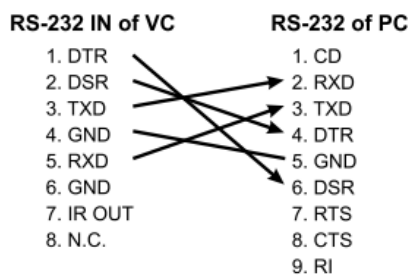 RS-232 IN of VC
1. DTR
2. DSR
3. TXD
4. GND
5. RXD
6. GND
7. IR OUT
8. N.C.
RS-232 of PC
1. CD
2. RXD
3. TXD
4. DTR
5. GND
6. DSR
7. RTS
8. CTS
9. RI